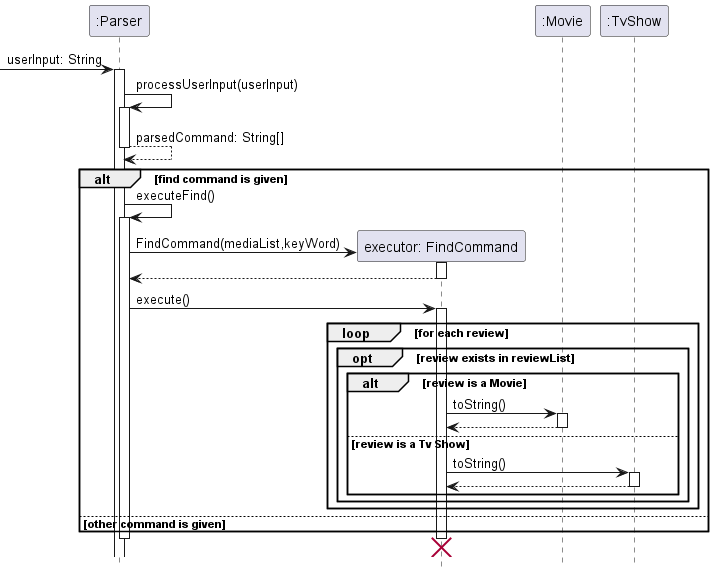 :Parser
:Movie
:TvShow
userInput: String
processUserInput(userInput)
parsedCommand: String[]
alt
[find command is given]
executeFind()
FindCommand(mediaList,keyWord)
executor: FindCommand
execute()
loop
[for each review]
opt
[review exists in reviewList]
alt
[review is a Movie]
toString()
[review is a Tv Show]
toString()
[other command is given]